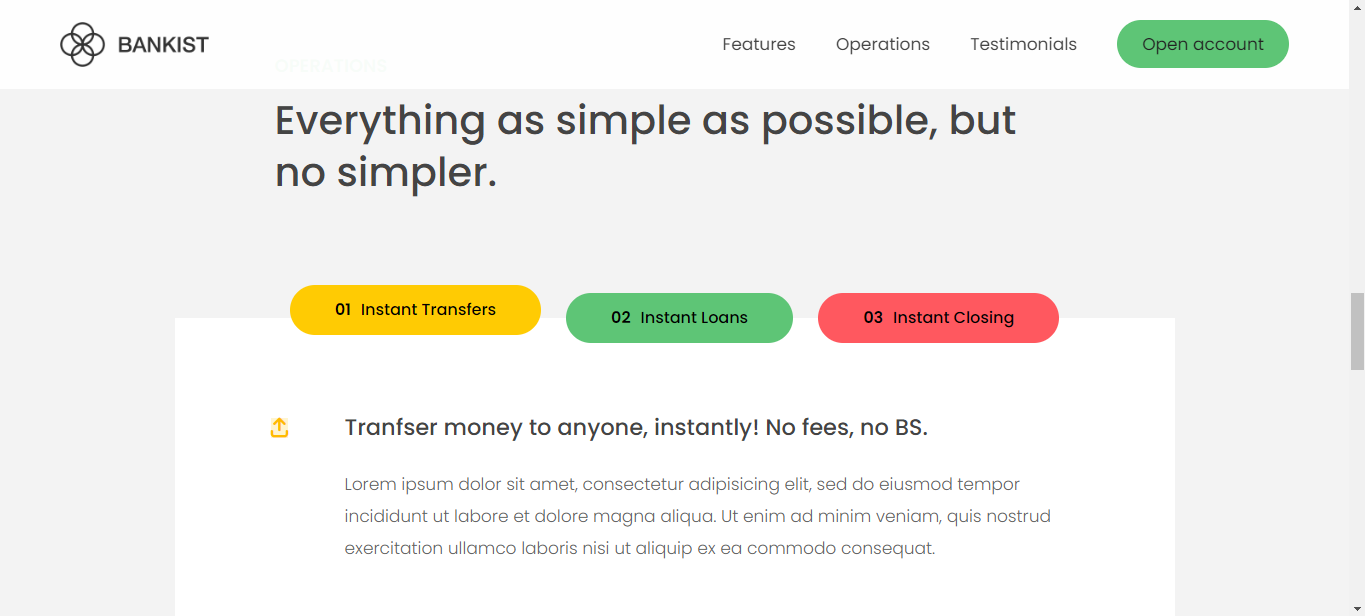 BANKIST
Features Operations Testimonials Open account
OPERATIONS
Everything as simple as possible, but
no simpler.
01 Instant Transfers
02 Instant Loans
03 Instant Closing
Tranfser money to anyone, instantly! No fees, no BS.
Lorem ipsum dolor sit amet, consectetur adipisicing elit, sed do eiusmod tempor
incididunt ut labore et dolore magna aliqua. Ut enim ad minim veniam, quis nostrud
exercitation ullamco laboris nisi ut aliquip ex ea commodo consequat.